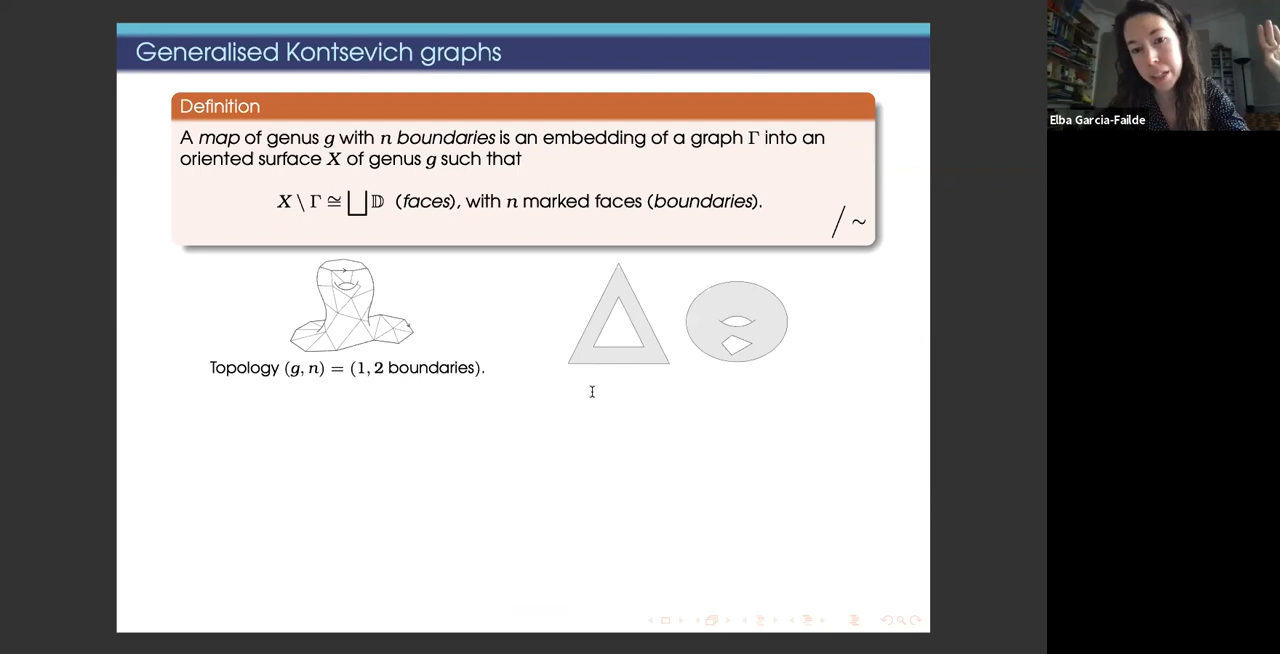 Generalised Kontsevich graphs
Definition
A map of genus g with n boundaries is an embedding of a graph Γ into an
oriented surface X of genus g such that
X \ Γ ≅ ⨆ 𝔻 (faces), with n marked faces (boundaries).
/ ~
Topology (g, n) = (1, 2 boundaries).
Elba Garcia-Failde